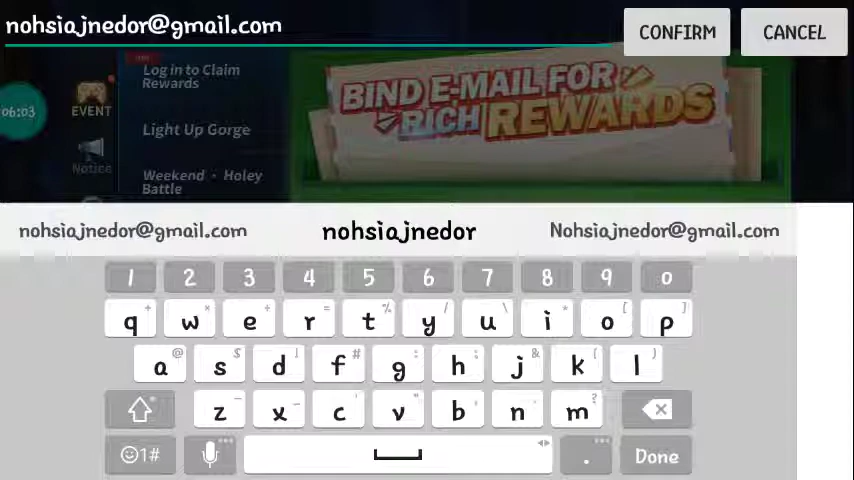 nohsiajnedor@gmail.com
CONFIRM
CANCEL
06:03
EVENT
Notice
Log in to Claim
Rewards
Light Up Gorge
Weekend · Holey
Battle
BIND E-MAIL FOR
RICH REWARDS
nohsiajnedor@gmail.com nohsiajnedor Nohsiajnedor@gmail.com
1 2 3 4 5 6 7 8 9 0
q w e r t y u i o p
a s d f g h j k l
z x c v b n m
1# . Done